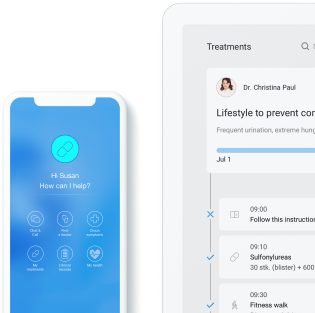 Treatments
Dr. Christina Paul
Lifestyle to prevent con
Frequent urination, extreme hung
Jul 1
09:00
Follow this instruction
09:10
Sulfonylureas
30 stk. (blister) + 600
09:30
Fitness walk
Hi Susan
How can I help?
Chat &
Call
Find
a doctor
Check
symptoms
My
treatments
Clinical
records
My health